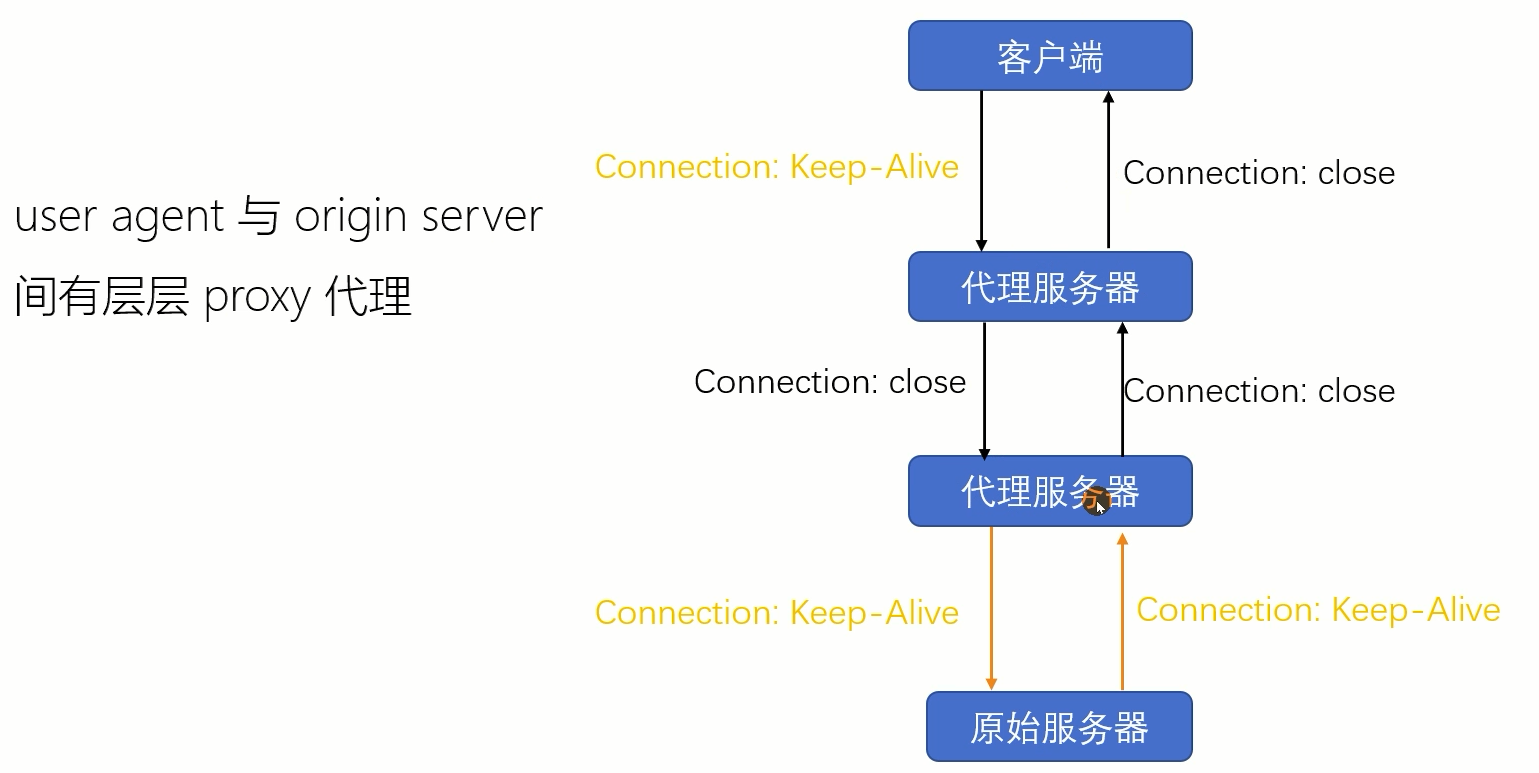 客户端
Connection: Keep-Alive
Connection: close
user agent 与 origin server
间有层层 proxy 代理
代理服务器
Connection: close
Connection: close
代理服务器
Connection: Keep-Alive
Connection: Keep-Alive
原始服务器